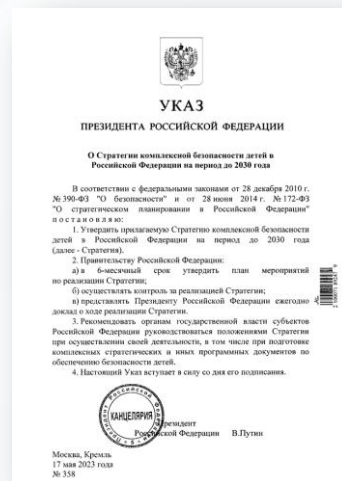 УКАЗ
ПРЕЗИДЕНТА РОССИЙСКОЙ ФЕДЕРАЦИИ
О Стратегии комплексной безопасности детей в
Российской Федерации на период до 2030 года
В соответствии с федеральными законами от 28 декабря 2010 г.
№ 390-ФЗ "О безопасности" и от 28 июня 2014 г. № 172-ФЗ
"О стратегическом планировании в Российской Федерации"
п о с т а н о в л я ю:
1. Утвердить прилагаемую Стратегию комплексной безопасности
детей в Российской Федерации на период до 2030 года
(далее - Стратегия).
2. Правительству Российской Федерации:
а) в 6-месячный срок утвердить план мероприятий
по реализации Стратегии;
б) осуществлять контроль за реализацией Стратегии;
в) представлять Президенту Российской Федерации ежегодно
доклад о ходе реализации Стратегии.
3. Рекомендовать органам государственной власти субъектов
Российской Федерации руководствоваться положениями Стратегии
при осуществлении своей деятельности, в том числе при подготовке
комплексных стратегических и иных программных документов по
обеспечению безопасности детей.
4. Настоящий Указ вступает в силу со дня его подписания.
КАНЦЕЛЯРИЯ
Президент
Российской Федерации В.Путин
Москва, Кремль
17 мая 2023 года
№ 358